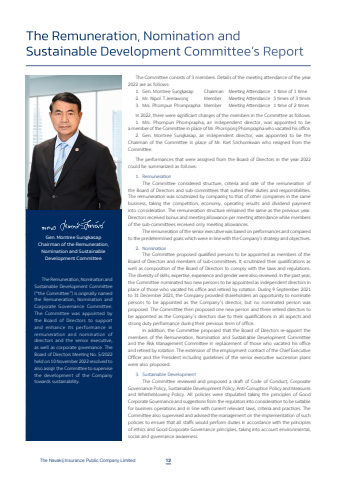 The Remuneration, Nomination and
Sustainable Development Committee's Report
Gen. Montree Sungkasap
Chairman of the Remuneration,
Nomination and Sustainable
Development Committee
The Remuneration, Nomination and
Sustainable Development Committee
("the Committee") is originally named
the Remuneration, Nomination and
Corporate Governance Committee.
The Committee was appointed by
the Board of Directors to support
and enhance its performance in
remuneration and nomination of
directors and the senior executive,
as well as corporate governance. The
Board of Directors Meeting No. 5/2022
held on 10 November 2022 resolved to
also assign the Committee to supervise
the development of the Company
towards sustainability.
The Committee consists of 3 members. Details of the meeting attendance of the year
2022 are as follows:
1. Gen. Montree Sungkasap Chairman Meeting Attendance 1 time of 1 time
2. Mr. Nipol T.Jeerawong Member Meeting Attendance 3 times of 3 times
3. Mrs. Phornpun Phornphapha Member Meeting Attendance 1 time of 2 times
In 2022, there were significant changes of the members in the Committee as follows.
1. Mrs. Phornpun Phornphapha, an independent director, was appointed to be
a member of the Committee in place of Mr. Phornpong Phornphapha who vacated his office.
2. Gen. Montree Sungkasap, an independent director, was appointed to be the
Chairman of the Committee in place of Mr. Kiet Srichomkwan who resigned from the
Committee.
The performances that were assigned from the Board of Directors in the year 2022
could be summarized as follows:
1. Remuneration
The Committee considered structure, criteria and rate of the remuneration of
the Board of Directors and sub-committees that suited their duties and responsibilities.
The remuneration was scrutinized by comparing to that of other companies in the same
business, taking the competition, economy, operating results and dividend payment
into consideration. The remuneration structure remained the same as the previous year.
Directors received bonus and meeting allowance per meeting attendance while members
of the sub-committees received only meeting allowances.
The remuneration of the senior executive was based on performances and compared
to the predetermined goals which were in line with the Company's strategy and objectives.
2. Nomination
The Committee proposed qualified persons to be appointed as members of the
Board of Directors and members of sub-committees. It scrutinized their qualifications as
well as composition of the Board of Directors to comply with the laws and regulations.
The diversity of skills, expertise, experience and gender were also reviewed. In the past year,
the Committee nominated two new persons to be appointed as independent directors in
place of those who vacated his office and retired by rotation. During 9 September 2021
to 31 December 2021, the Company provided shareholders an opportunity to nominate
persons to be appointed as the Company's director, but no nominated person was
proposed. The Committee then proposed one new person and three retired directors to
be appointed as the Company's directors due to their qualifications in all aspects and
strong duty performance during their previous term of office.
In addition, the Committee proposed that the Board of Directors re-appoint the
members of the Remuneration, Nomination and Sustainable Development Committee
and the Risk Management Committee in replacement of those who vacated his office
and retired by rotation. The extension of the employment contract of the Chief Executive
Officer and the President including guidelines of the senior executive succession plans
were also proposed.
3. Sustainable Development
The Committee reviewed and proposed a draft of Code of Conduct, Corporate
Governance Policy, Sustainable Development Policy, Anti-Corruption Policy and Measures
and Whistleblowing Policy. All policies were stipulated taking the principles of Good
Corporate Governance and suggestions from the regulators into consideration to be suitable
for business operations and in line with current relevant laws, criteria and practices. The
Committee also supervised and advised the management on the implementation of such
policies to ensure that all staffs would perform duties in accordance with the principles
of ethics and Good Corporate Governance principles, taking into account environmental,
social and governance awareness.
The Navakij Insurance Public Company Limited
13